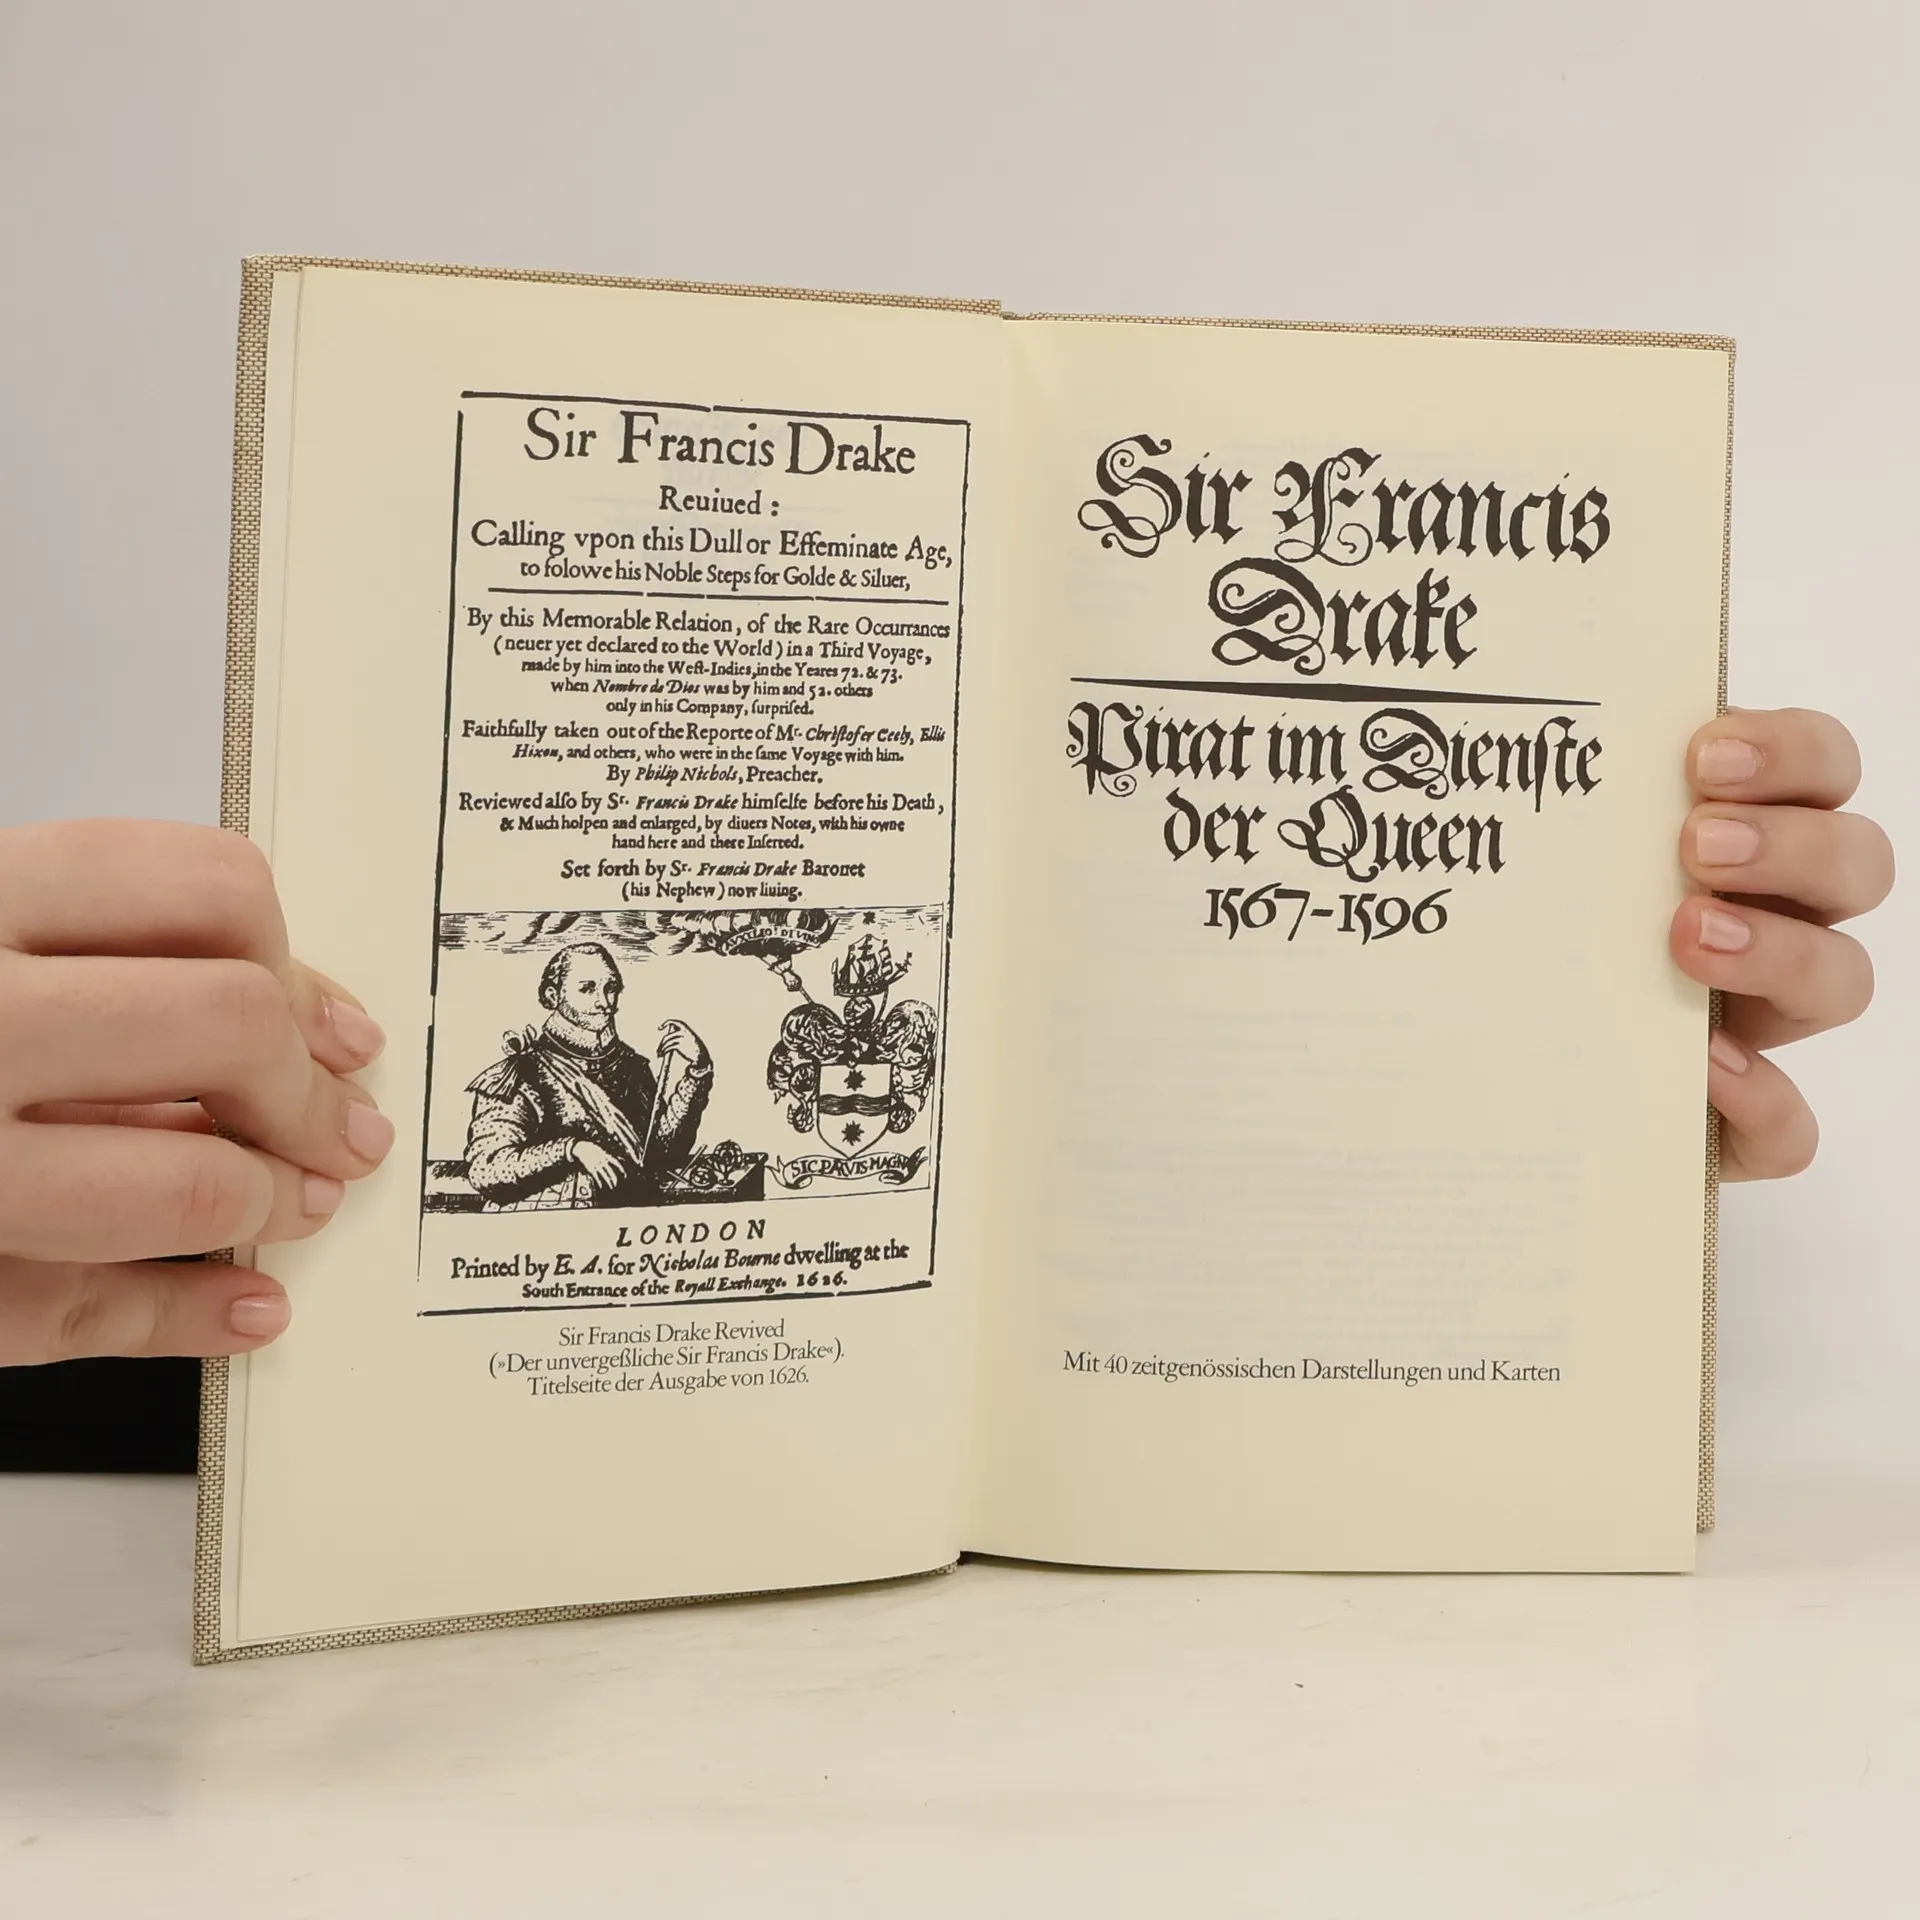 Sir Francis Drake
Reuiued :
Calling vpon this Dull or Effeminate Age,
to folowe his Noble Steps for Golde & Siluer,
By this Memorable Relation, of the Rare Occurrances
(neuer yet declared to the World) in a Third Voyage,
made by him into the Weſt-Indies, in the Yeares 72. & 73.
when Nombre de Dios was by him and 52. others
only in his Company, ſurpriſed.
Faithfully taken out of the Reporte of Mr. Chriſtofer Ceely, Ellis
Hixon, and others, who were in the ſame Voyage with him.
By Philip Nichols, Preacher.
Reviewed alſo by Sr. Francis Drake himſelfe before his Death,
& Much holpen and enlarged, by diuers Notes, with his owne
hand here and there Inſerted.
Set forth by Sr. Francis Drake Baronet
(his Nephew) now liuing.
AVXILIO DIVINO
SIC PARVIS MAGNA
LONDON
Printed by E. A. for Nicholas Bourne dwelling at the
South Entrance of the Royall Exchange. 1626.
Sir Francis Drake Revived
(»Der unvergeßliche Sir Francis Drake«).
Titelseite der Ausgabe von 1626.
Sir Francis
Drake
Pirat im Dienſte
der Queen
1567-1596
Mit 40 zeitgenössischen Darstellungen und Karten